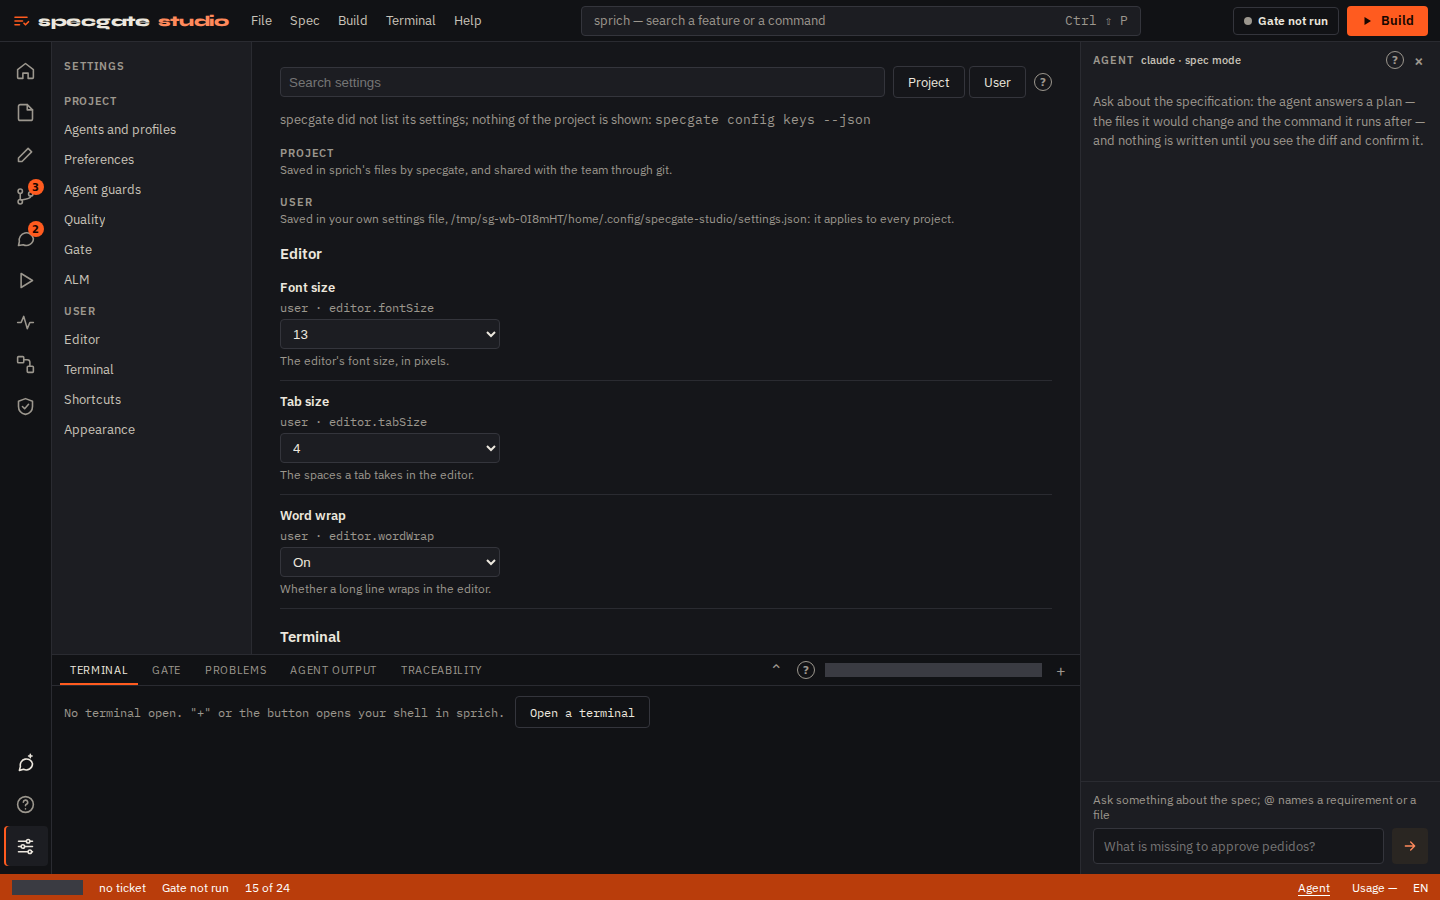 specgate studio
File Spec Build Terminal Help
sprich — search a feature or a command Ctrl ⇧ P
Gate not run
Build
SETTINGS
PROJECT
Agents and profiles
Preferences
Agent guards
Quality
Gate
ALM
USER
Editor
Terminal
Shortcuts
Appearance
3
2
Search settings
Project
User
?
specgate did not list its settings; nothing of the project is shown: specgate config keys --json
PROJECT
Saved in sprich's files by specgate, and shared with the team through git.
USER
Saved in your own settings file, /tmp/sg-wb-0I8mHT/home/.config/specgate-studio/settings.json: it applies to every project.
Editor
Font size
user · editor.fontSize
13
The editor's font size, in pixels.
Tab size
user · editor.tabSize
4
The spaces a tab takes in the editor.
Word wrap
user · editor.wordWrap
On
Whether a long line wraps in the editor.
Terminal
TERMINAL GATE PROBLEMS AGENT OUTPUT TRACEABILITY
^ ? +
No terminal open. "+" or the button opens your shell in sprich.
Open a terminal
AGENT claude · spec mode ? ×
Ask about the specification: the agent answers a plan —
the files it would change and the command it runs after —
and nothing is written until you see the diff and confirm it.
Ask something about the spec; @ names a requirement or a
file
What is missing to approve pedidos?
→
no ticket Gate not run 15 of 24
Agent Usage — EN